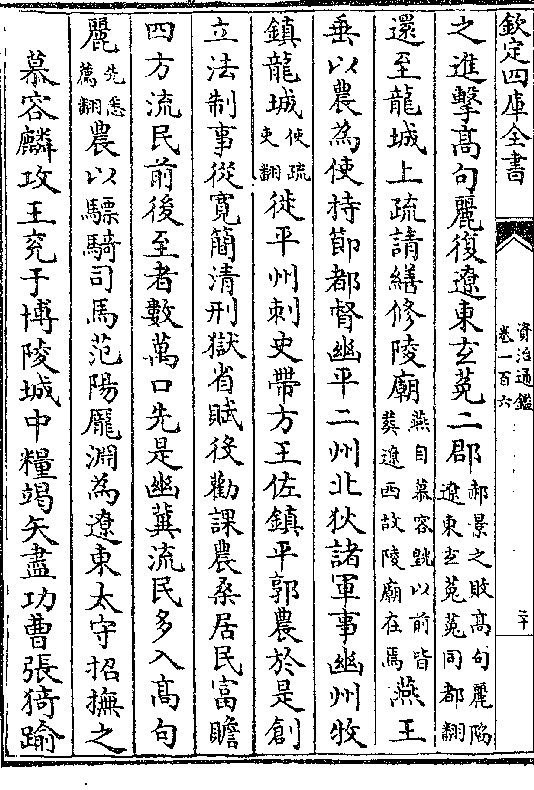 欽定四庫全書
資治通鑑
卷一百六
二十
之進擊高句麗復遼東玄菟二郡郝景之敗高句麗陷遼東玄菟菟同都翻
還至龍城上疏請繕修陵廟燕自慕容皝以前皆葬遼西故陵廟在焉燕王
垂以農為使持節都督幽平二州北狄諸軍事幽州牧
鎮龍城使疏吏翻徙平州刺史帶方王佐鎮平郭農於是創
立法制事從寛簡清刑獄省賦役勸課農桑居民富贍
四方流民前後至者數萬口先是幽冀流民多入高句
麗先悉薦翻農以驃騎司馬范陽龎淵為遼東太守招撫之
慕容麟攻王兖于博陵城中糧竭矢盡功曹張猗踰